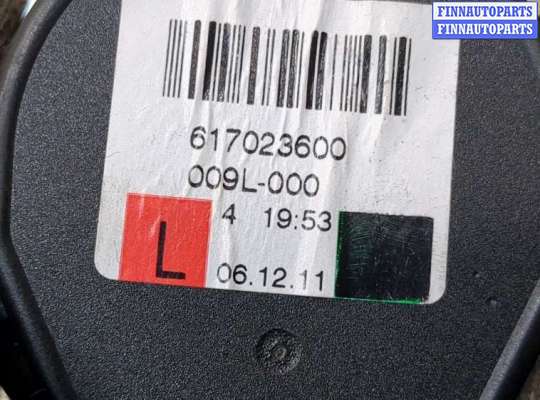 FINNAUTOPARTS
FINNAUTOPARTS
617023600
009L-000
4 19:53
L
06.12.11